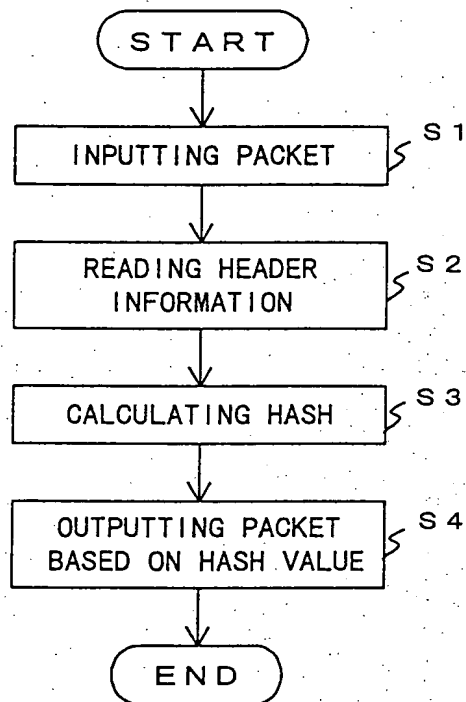 START
INPUTTING PACKET
S1
READING HEADER
INFORMATION
S2
CALCULATING HASH
S3
OUTPUTTING PACKET
BASED ON HASH VALUE
S4
END